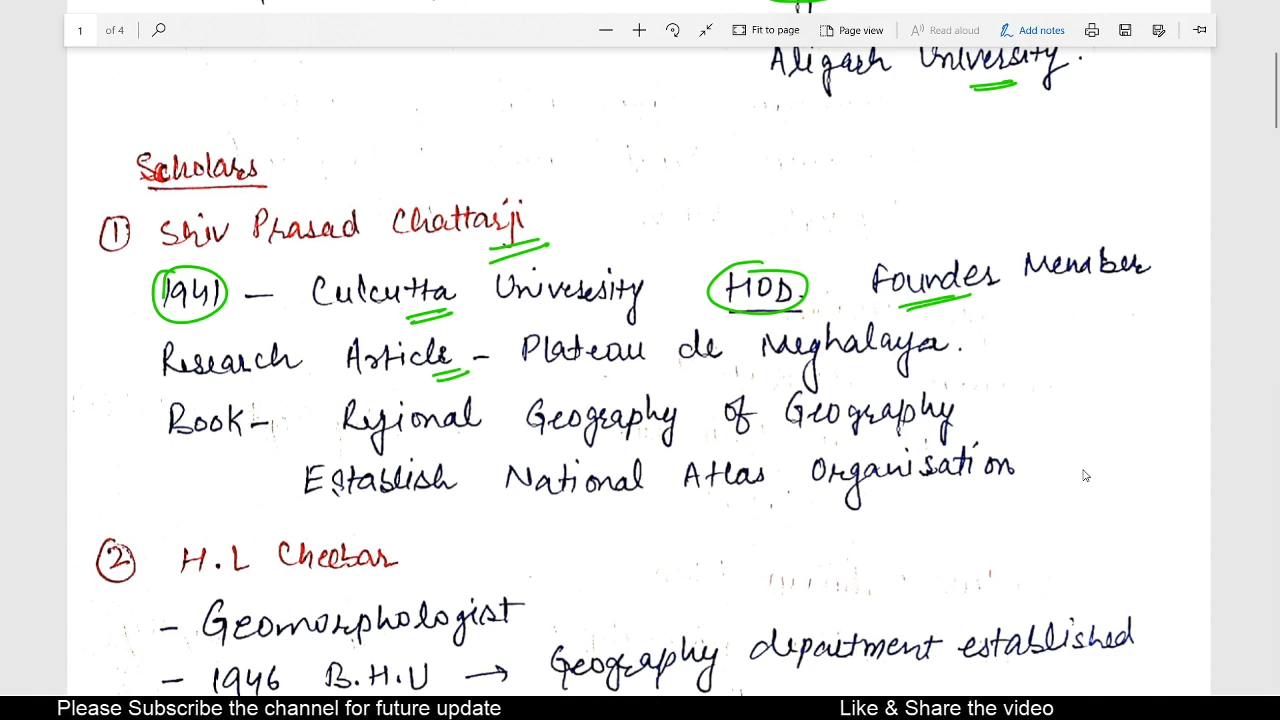 1 of 4 Fit to page Page view Read aloud Add notes
Aligarh University.
Scholars
① Shiv Prasad Chattarji
1941 – Culcutta University HOD. Founder Member
Research Article – Plateau de Meghalaya.
Book – Regional Geography of Geography
Establish National Atlas Organisation
② H.L Cheebar
- Geomorphologist
- 1946 B.H.U → Geography department established
Please Subscribe the channel for future update Like & Share the video